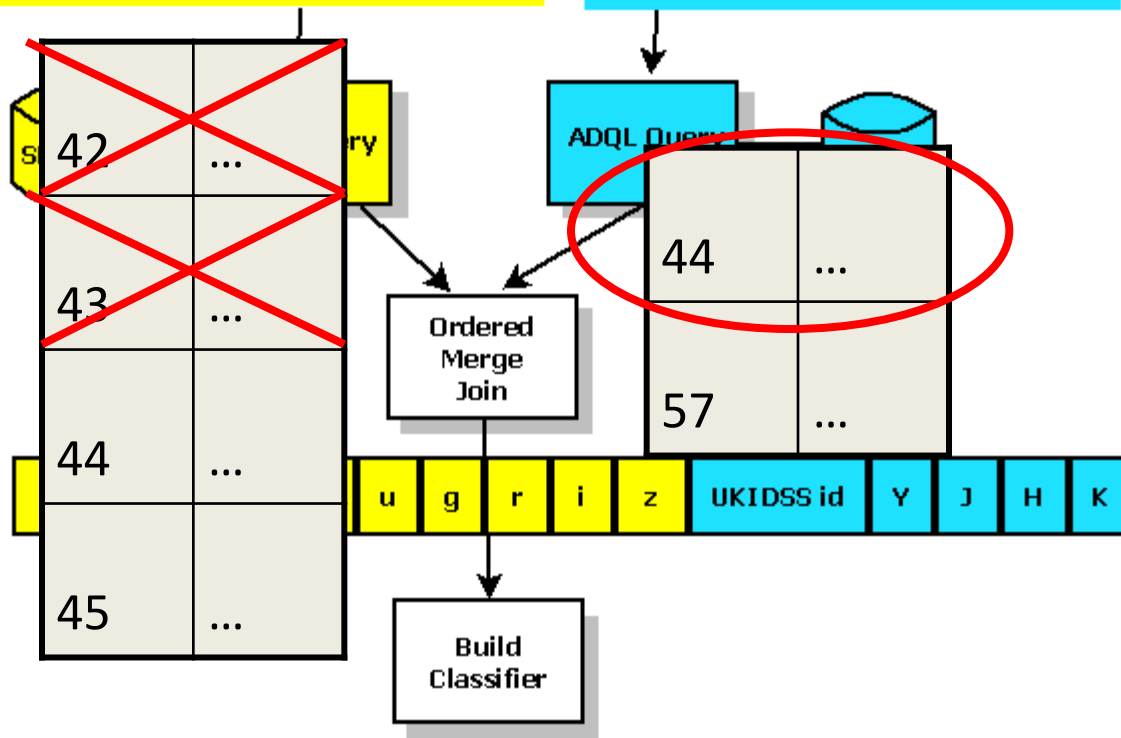 42 ...
43 ...
44 ...
45 ...
ADQL Query
44 ...
57 ...
Ordered
Merge
Join
u g r i z UKIDSS id Y J H K
Build
Classifier